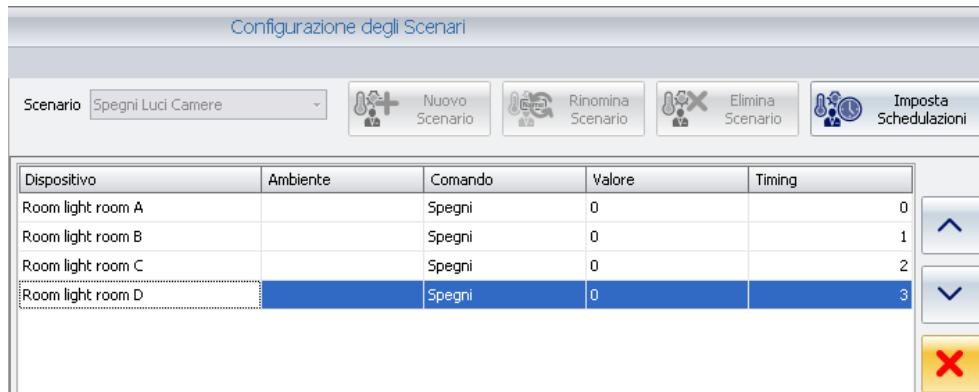 Configurazione degli Scenari
Scenario Spegni Luci Camere
Nuovo
Scenario
Rinomina
Scenario
Elimina
Scenario
Imposta
Schedulazioni
Dispositivo Ambiente Comando Valore Timing
Room light room A Spegni 0 0
Room light room B Spegni 0 1
Room light room C Spegni 0 2
Room light room D Spegni 0 3